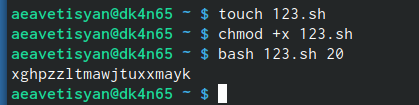 aeavetisyan@dk4n65 ~ $ touch 123.sh
aeavetisyan@dk4n65 ~ $ chmod +x 123.sh
aeavetisyan@dk4n65 ~ $ bash 123.sh 20
xghpzzltmawjtuxxmayk
aeavetisyan@dk4n65 ~ $